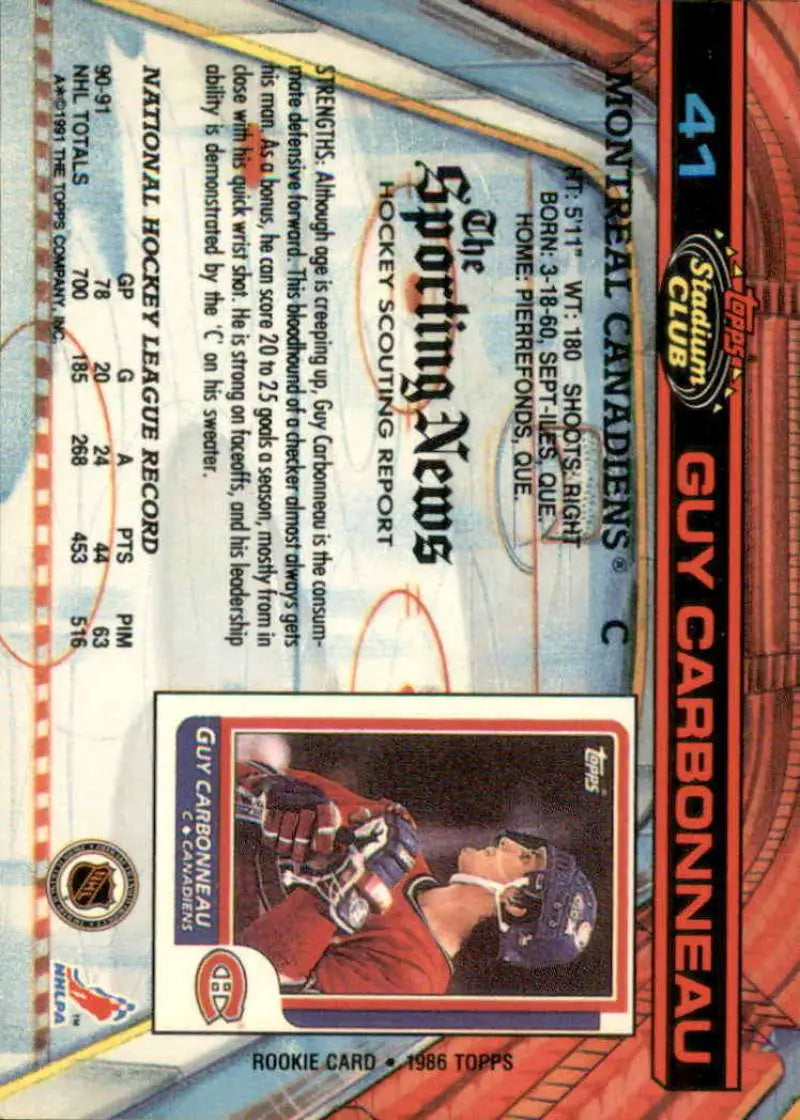 41
Topps
Stadium
CLUB
GUY CARBONNEAU
MONTREAL CANADIENS® C
HT: 5'11" WT: 180 SHOOTS: RIGHT
BORN: 3-18-60, SEPT-ILES, QUE.
HOME: PIERREFONDS, QUE.
The
Sporting News
HOCKEY SCOUTING REPORT
STRENGTHS: Although age is creeping up, Guy Carbonneau is the consum-
mate defensive forward. This bloodhound of a checker almost always gets
his man. As a bonus, he can score 20 to 25 goals a season, mostly from in
close with his quick wrist shot. He is strong on faceoffs, and his leadership
ability is demonstrated by the 'C' on his sweater.
NATIONAL HOCKEY LEAGUE RECORD
GP G A PTS PIM
90-91 78 20 24 44 63
NHL TOTALS 700 185 268 453 516
A*©1991 THE TOPPS COMPANY, INC.
topps®
GUY CARBONNEAU
C ◆ CANADIENS
ROOKIE CARD • 1986 TOPPS
NHL
NHLPA™